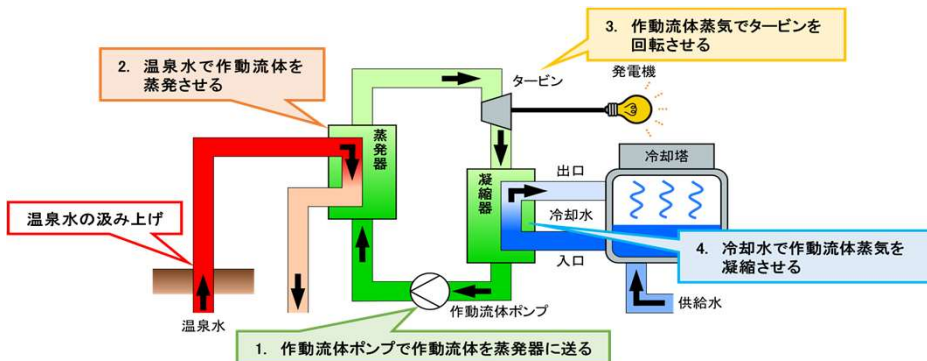 3. 作動流体蒸気でタービンを
回転させる
2. 温泉水で作動流体を
蒸発させる
タービン
発電機
蒸発器
冷却塔
凝縮器
出口
冷却水
入口
温泉水の汲み上げ
4. 冷却水で作動流体蒸気を
凝縮させる
作動流体ポンプ
供給水
温泉水
1. 作動流体ポンプで作動流体を蒸発器に送る